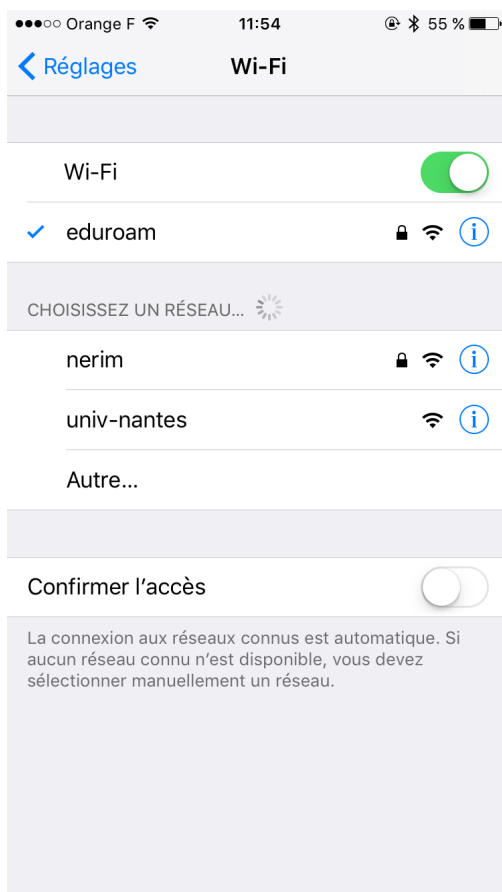 Orange F 11:54 55 %
Réglages Wi-Fi
Wi-Fi
eduroam
CHOISISSEZ UN RÉSEAU...
nerim
univ-nantes
Autre...
Confirmer l’accès
La connexion aux réseaux connus est automatique. Si
aucun réseau connu n’est disponible, vous devez
sélectionner manuellement un réseau.